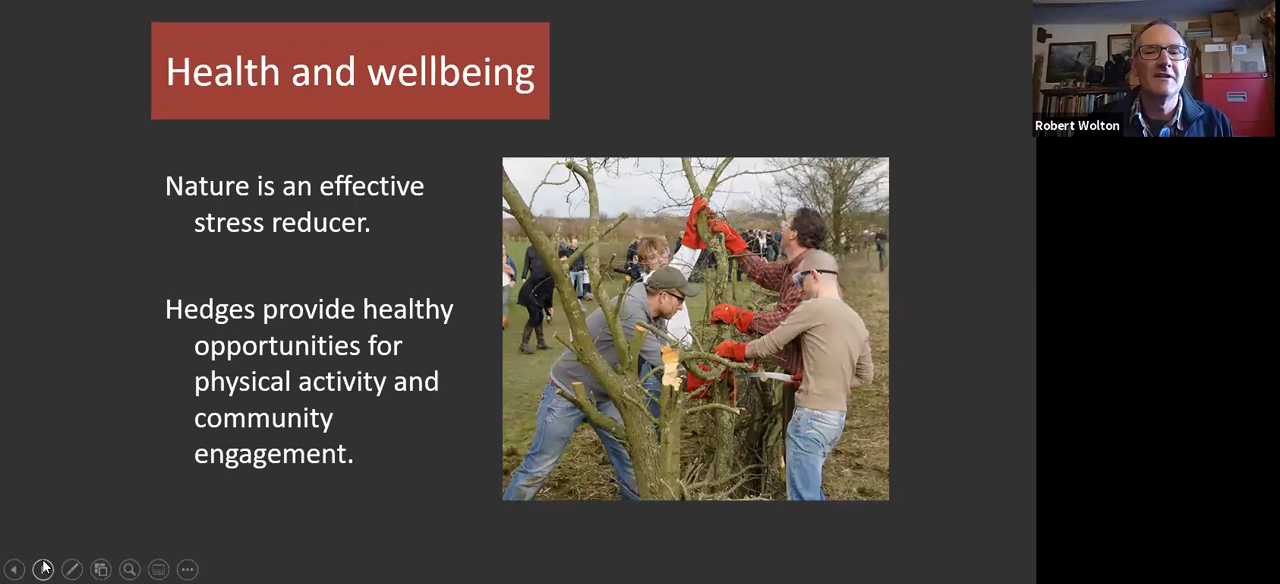 Health and wellbeing
Nature is an effective
stress reducer.
Hedges provide healthy
opportunities for
physical activity and
community
engagement.
Robert Wolton